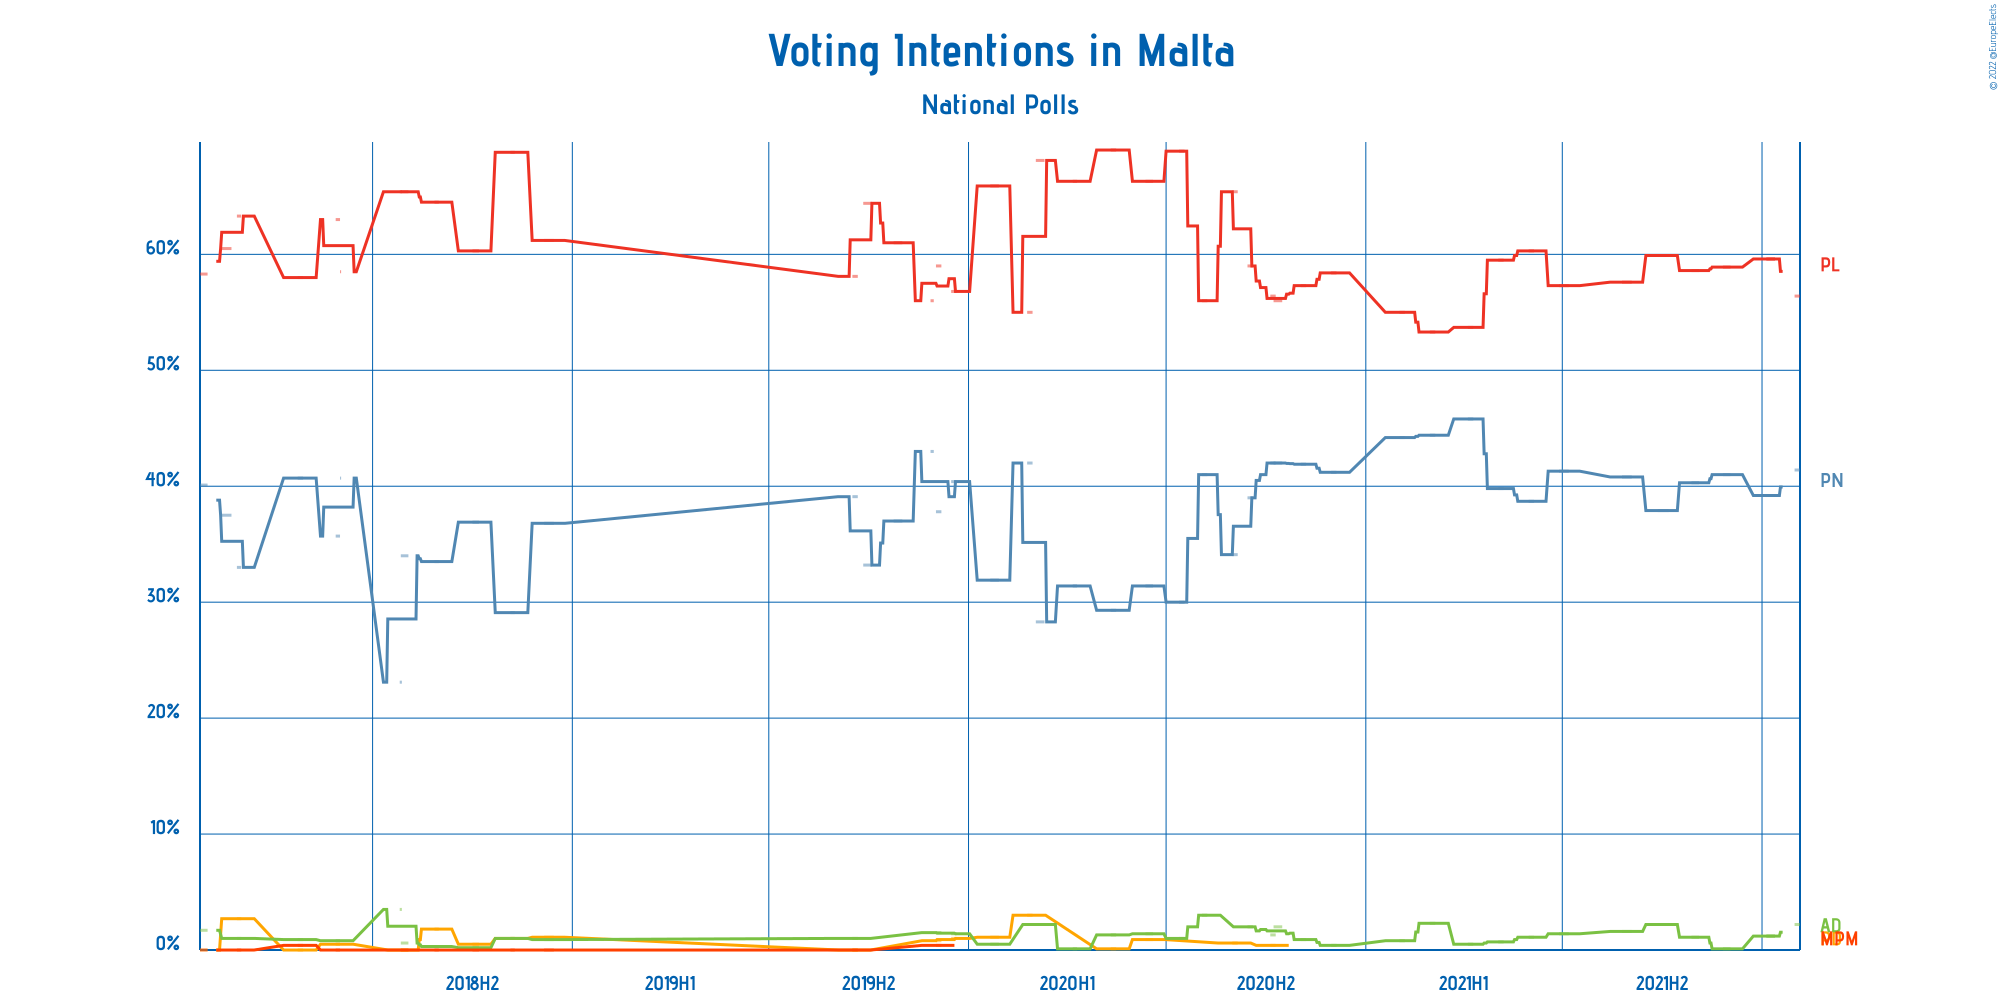 Voting Intentions in Malta
National Polls
© 2022 @EuropeElects
60%
50%
40%
30%
20%
10%
0%
PL
PN
AD
MPM
2018H2
2019H1
2019H2
2020H1
2020H2
2021H1
2021H2